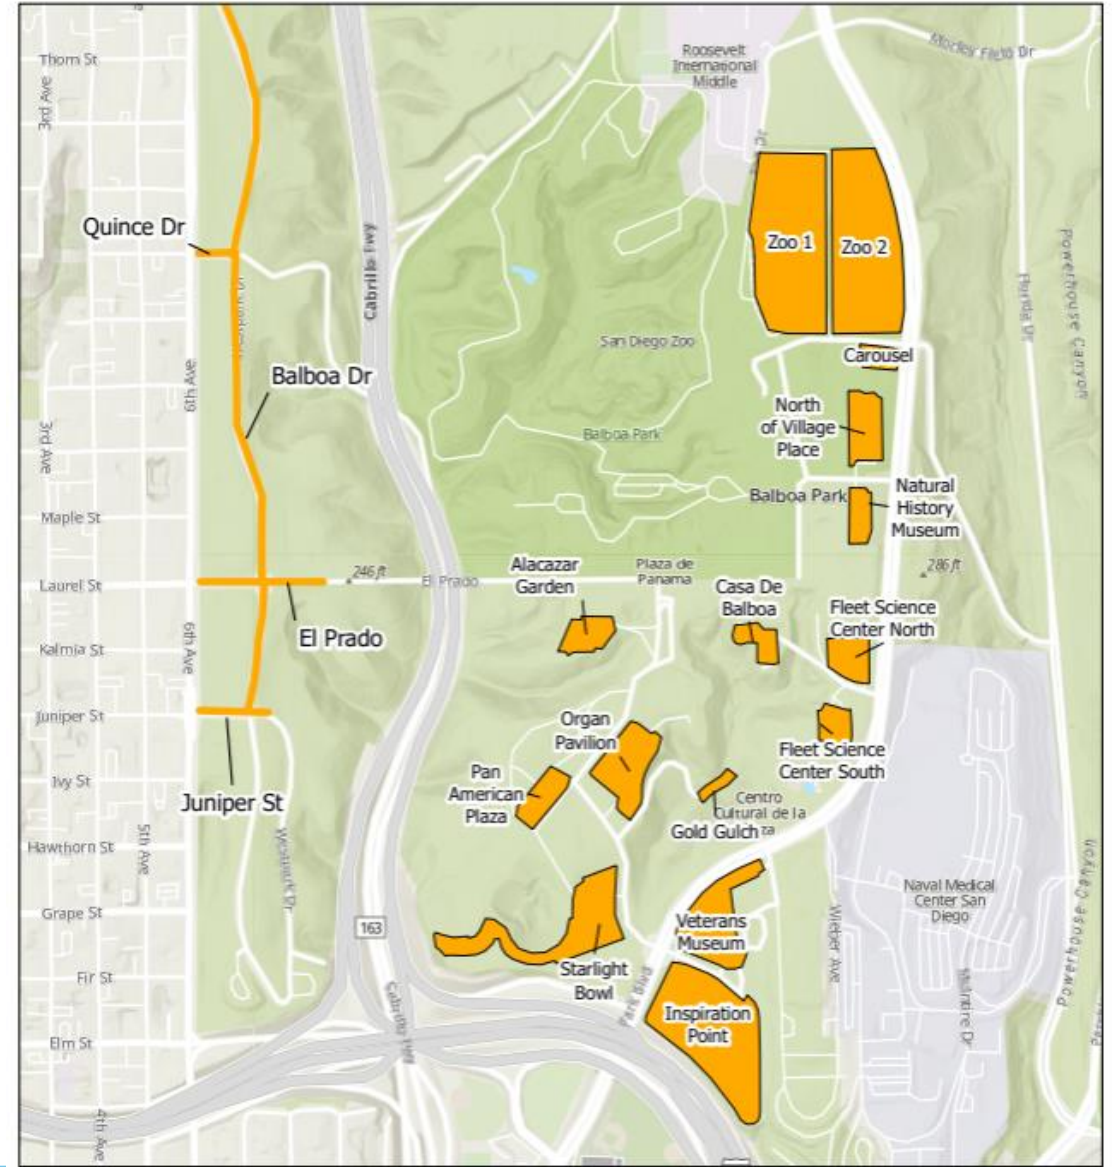 Thorn St
3rd Ave
Roosevelt
International
Middle
Morley Field Dr
Quince Dr
Cabrillo Fwy
Zoo 1
Zoo 2
Powerhouse Canyon
San Diego Zoo
Carousel
6th Ave
Balboa Dr
North
of Village
Place
3rd Ave
Balboa Park
Balboa Park
Natural
History
Museum
Maple St
Laurel St
246 ft
El Prado
Alacazar
Garden
Plaza de
Panama
286 ft
Casa De
Balboa
Fleet Science
Center North
El Prado
6th Ave
Kalmia St
Juniper St
Organ
Pavilion
Fleet Science
Center South
Pan
American
Plaza
Ivy St
Juniper St
Centro
Cultural de la
Gold Gulch
Hawthorn St
5th Ave
Naval Medical
Center San
Diego
Powerhouse Canyon
Grape St
163
Veterans
Museum
Fir St
Starlight
Bowl
Park Blvd
McIntire Dr
Inspiration
Point
Elm St
4th Ave